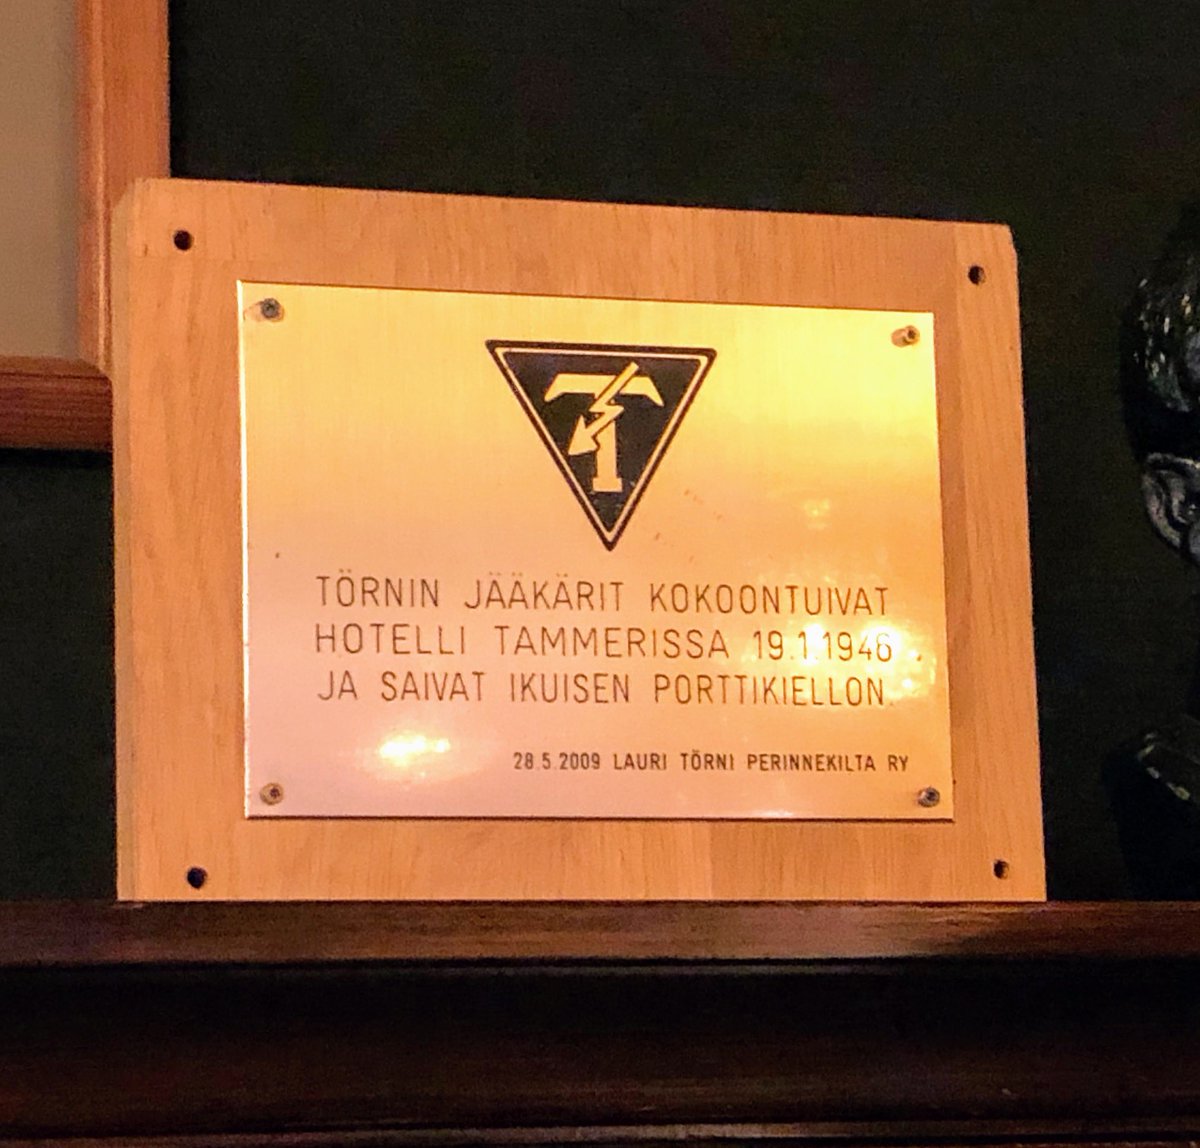 T
TÖRNIN JÄÄKÄRIT KOKOONTUIVAT
HOTELLI TAMMERISSA 19.1.1946
JA SAIVAT IKUISEN PORTTIKIELLON.
28.5.2009 LAURI TÖRNI PERINNEKILTA RY